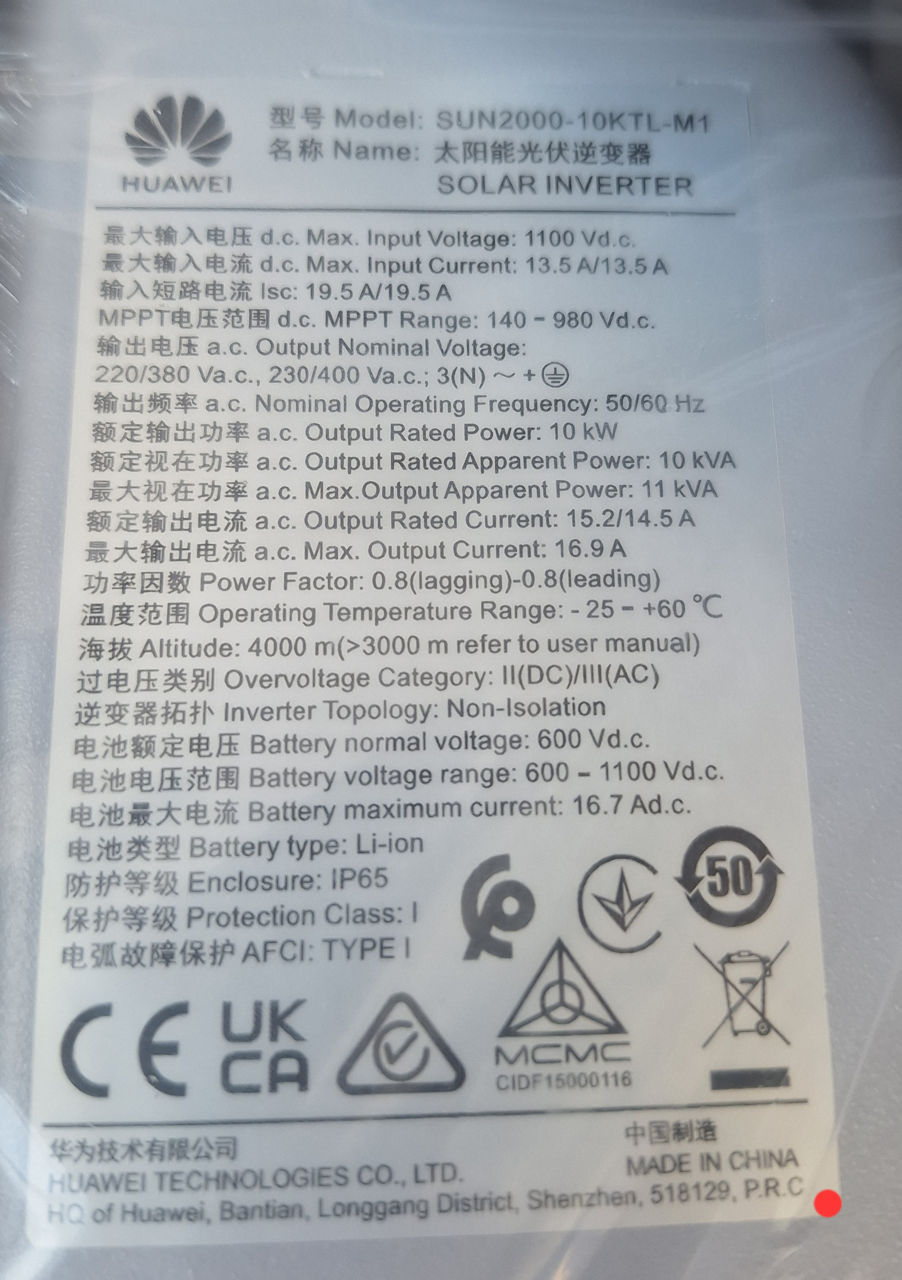 HUAWEI
型号 Model: SUN2000-10KTL-M1
名称 Name: 太阳能光伏逆变器
SOLAR INVERTER
最大输入电压 d.c. Max. Input Voltage: 1100 Vd.c.
最大输入电流 d.c. Max. Input Current: 13.5 A/13.5 A
输入短路电流 Isc: 19.5 A/19.5 A
MPPT电压范围 d.c. MPPT Range: 140 – 980 Vd.c.
输出电压 a.c. Output Nominal Voltage:
220/380 Va.c., 230/400 Va.c.; 3(N) ～ + ⏚
输出频率 a.c. Nominal Operating Frequency: 50/60 Hz
额定输出功率 a.c. Output Rated Power: 10 kW
额定视在功率 a.c. Output Rated Apparent Power: 10 kVA
最大视在功率 a.c. Max.Output Apparent Power: 11 kVA
额定输出电流 a.c. Output Rated Current: 15.2/14.5 A
最大输出电流 a.c. Max. Output Current: 16.9 A
功率因数 Power Factor: 0.8(lagging)-0.8(leading)
温度范围 Operating Temperature Range: - 25 – +60 ℃
海拔 Altitude: 4000 m(>3000 m refer to user manual)
过电压类别 Overvoltage Category: II(DC)/III(AC)
逆变器拓扑 Inverter Topology: Non-Isolation
电池额定电压 Battery normal voltage: 600 Vd.c.
电池电压范围 Battery voltage range: 600 – 1100 Vd.c.
电池最大电流 Battery maximum current: 16.7 Ad.c.
电池类型 Battery type: Li-ion
防护等级 Enclosure: IP65
保护等级 Protection Class: I
电弧故障保护 AFCI: TYPE I
50
CE
UK
CA
MCMC
CIDF15000116
华为技术有限公司
HUAWEI TECHNOLOGIES CO., LTD.
中国制造
MADE IN CHINA
HQ of Huawei, Bantian, Longgang District, Shenzhen, 518129, P.R.C